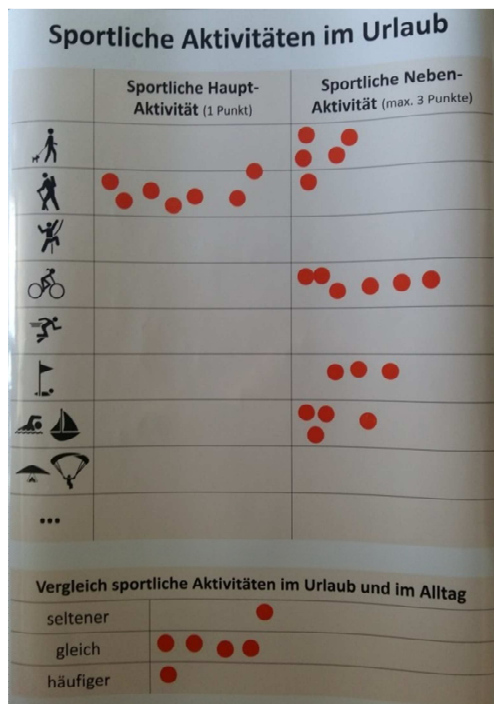 Sportliche Aktivitäten im Urlaub
Sportliche Haupt-
Aktivität (1 Punkt)
Sportliche Neben-
Aktivität (max. 3 Punkte)
...
Vergleich sportliche Aktivitäten im Urlaub und im Alltag
seltener
gleich
häufiger